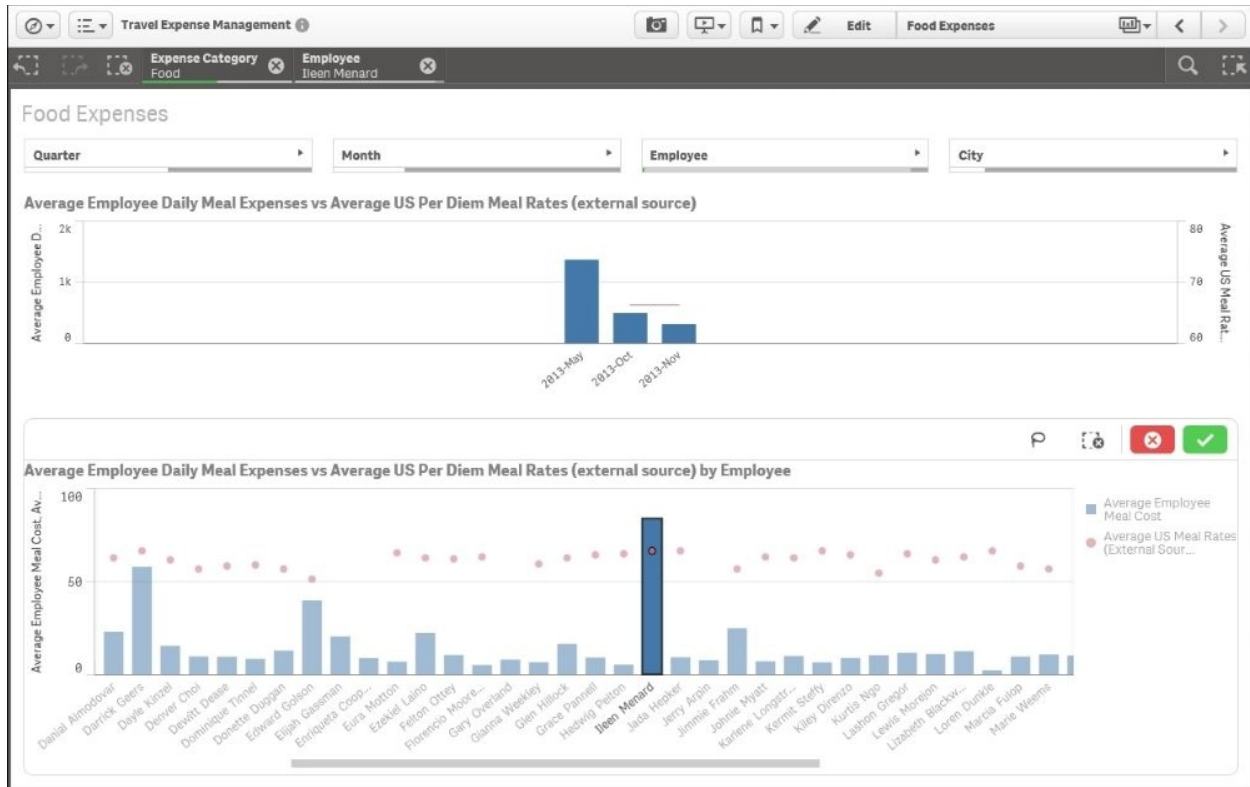 Travel Expense Management
Edit
Food Expenses
Expense Category
Food
Employee
Ileen Menard
Food Expenses
Quarter
Month
Employee
City
Average Employee Daily Meal Expenses vs Average US Per Diem Meal Rates (external source)
Average Employee D...
2k
1k
0
80
70
60
Average US Meal Rat...
2013-May
2013-Oct
2013-Nov
Average Employee Daily Meal Expenses vs Average US Per Diem Meal Rates (external source) by Employee
Average Employee Meal Cost, Av...
100
50
0
Average Employee
Meal Cost
Average US Meal Rates
(External Sour...
Danial Almodovar
Darrick Geers
Dayle Kinzel
Denver Choi
Dewitt Dease
Dominique Tinnel
Donette Duggan
Edward Golson
Elijah Gassman
Enriqueta Copp...
Eura Motton
Ezekiel Laino
Felton Ottey
Florencio Moore...
Gary Overland
Gianna Weekley
Glen Hillock
Grace Pannell
Hedwig Pelton
Ileen Menard
Jada Hepker
Jerry Arpin
Jimmie Frahm
Johnie Myatt
Karlene Longstr...
Kermit Steffy
Kiley Direnzo
Kurtis Ngo
Lashon Gregor
Lewis Morejon
Lizabeth Blackw...
Loren Dunkle
Marcia Fulop
Marie Weems